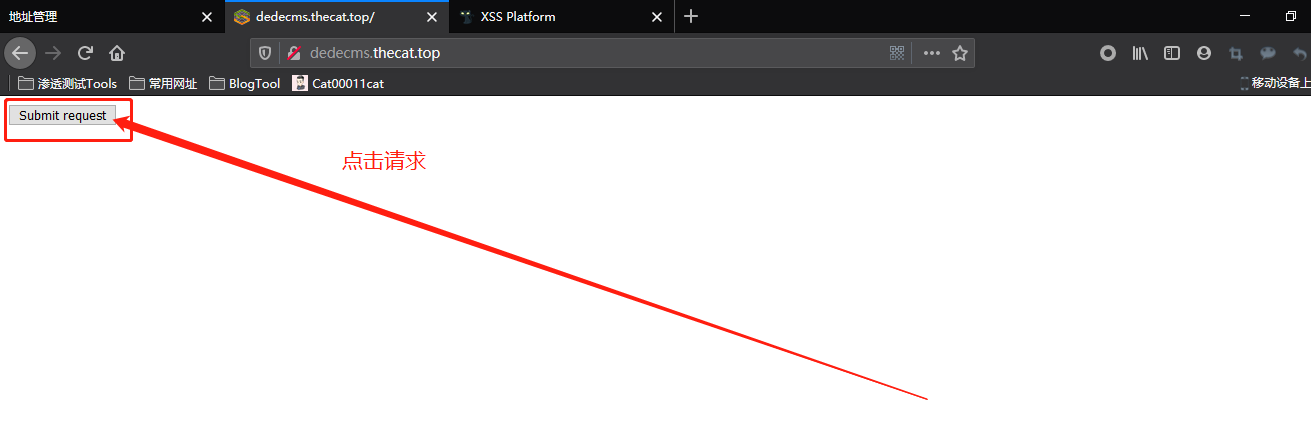 地址管理
dedecms.thecat.top/
XSS Platform
dedecms.thecat.top
渗透测试Tools
常用网址
BlogTool
Cat00011cat
移动设备上
Submit request
点击请求